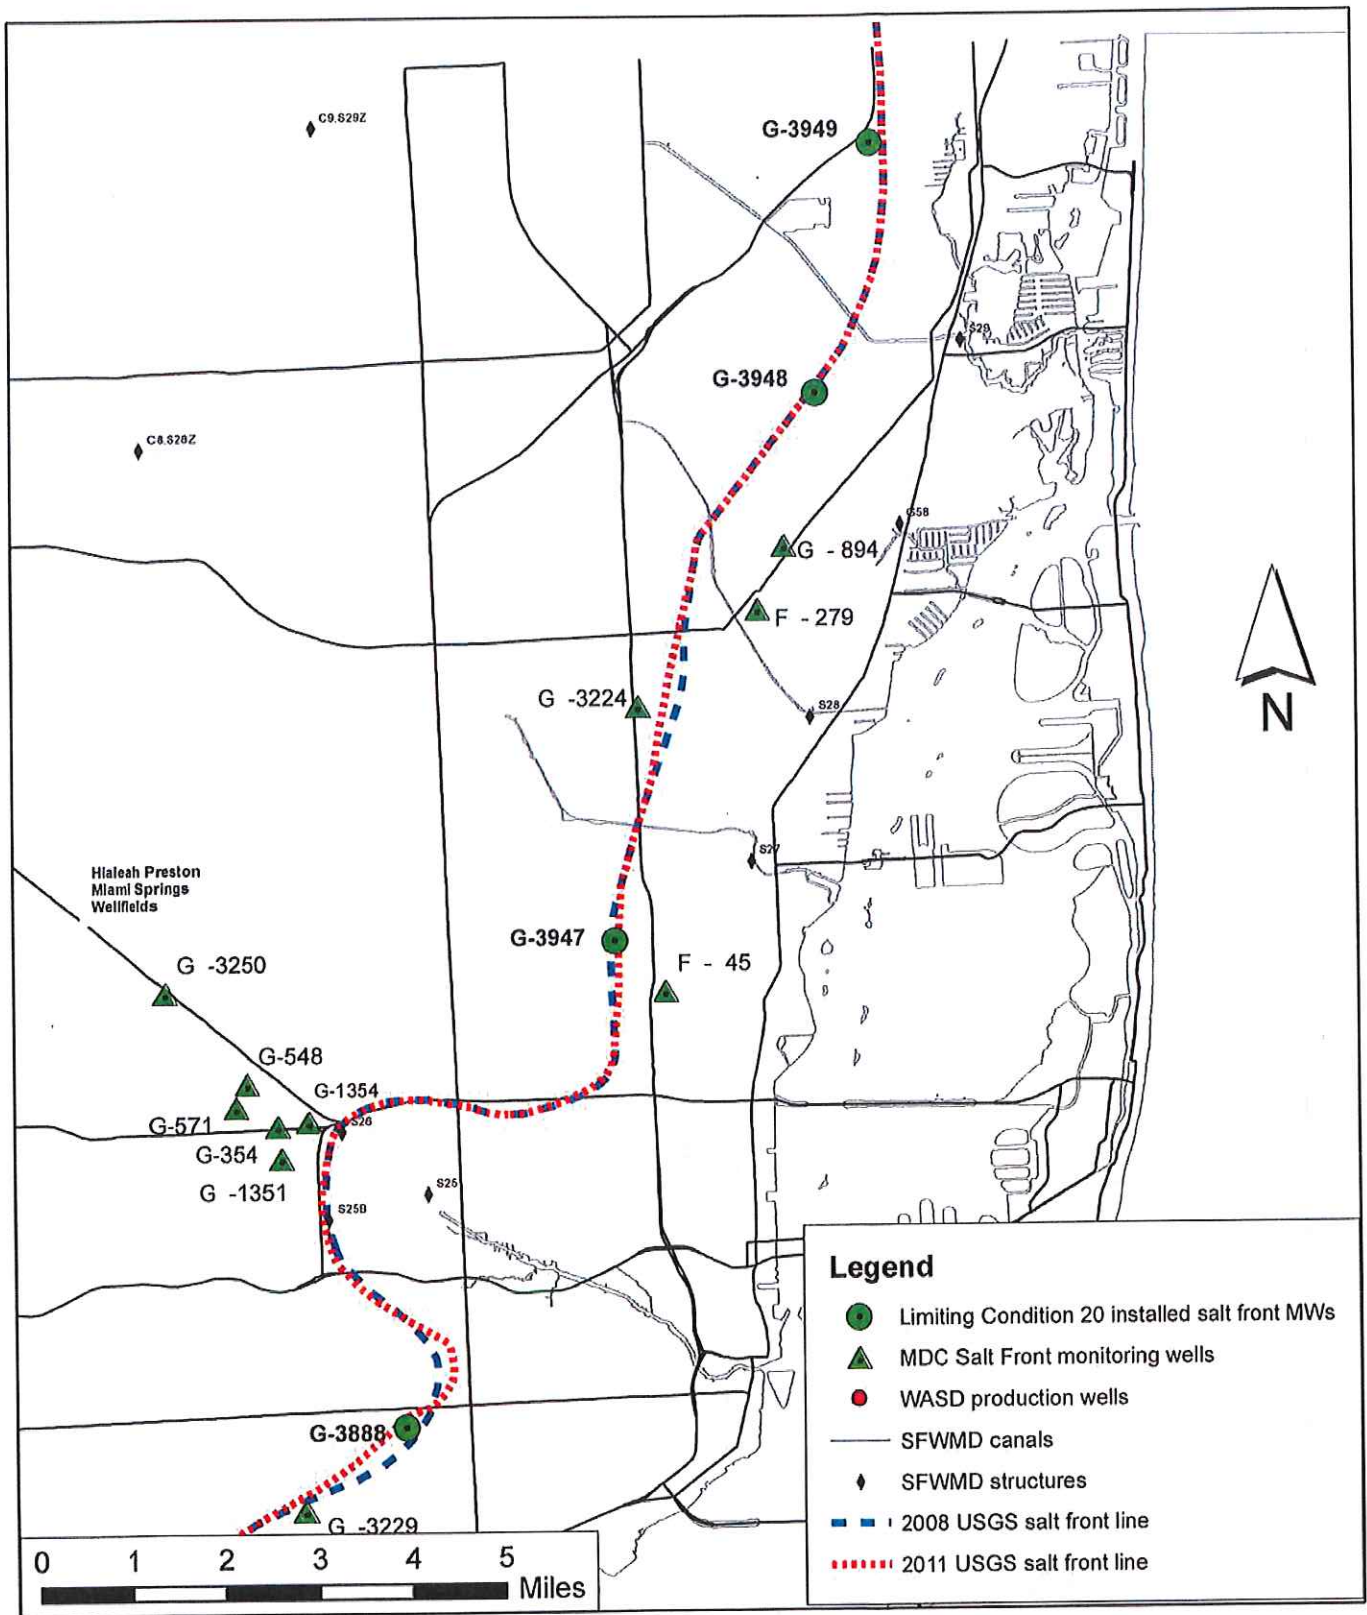 C9.S29Z
G-3949
S29
G-3948
C8.S28Z
G58
G - 894
F - 279
G -3224
S28
S27
Hialeah Preston
Miami Springs
Wellfields
G-3947
F - 45
G -3250
G-548
G-1354
G-571
S26
G-354
G -1351
S25
S25B
G-3888
G -3229
N
Legend
Limiting Condition 20 installed salt front MWs
MDC Salt Front monitoring wells
WASD production wells
SFWMD canals
SFWMD structures
2008 USGS salt front line
2011 USGS salt front line
0 1 2 3 4 5
Miles